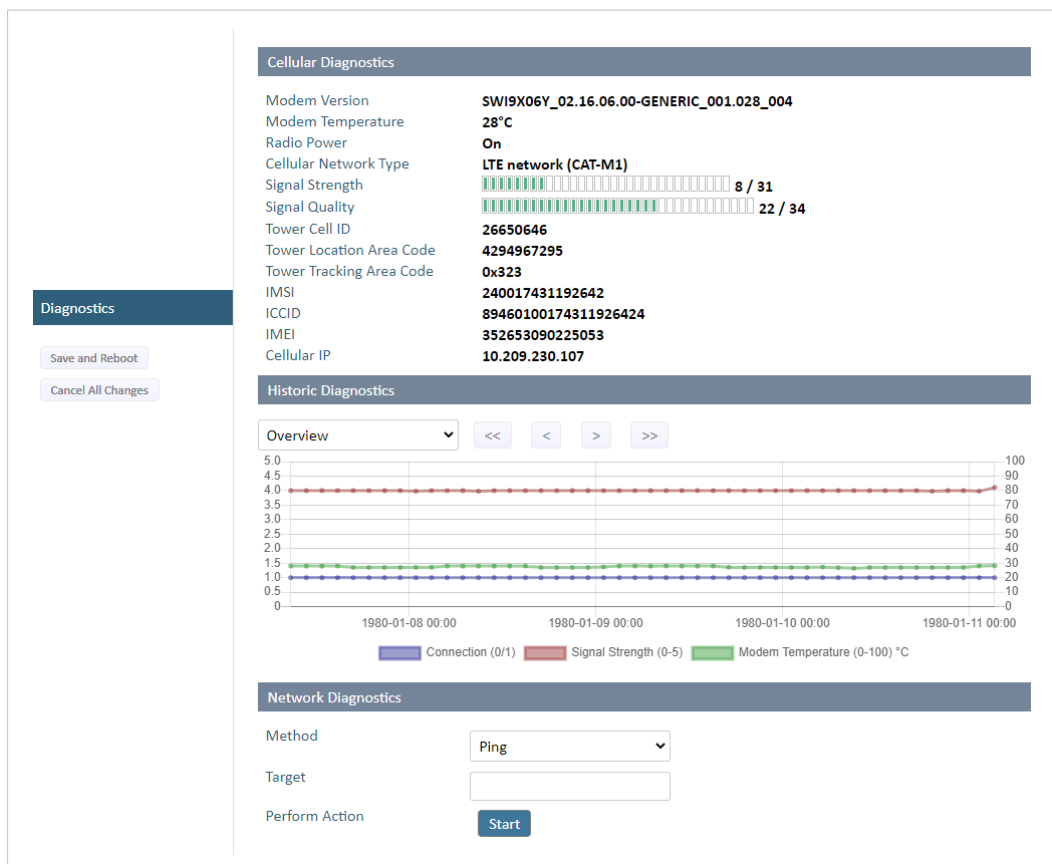 Cellular Diagnostics
Modem Version SWI9X06Y_02.16.06.00-GENERIC_001.028_004
Modem Temperature 28°C
Radio Power On
Cellular Network Type LTE network (CAT-M1)
Signal Strength 8 / 31
Signal Quality 22 / 34
Tower Cell ID 26650646
Tower Location Area Code 4294967295
Tower Tracking Area Code 0x323
IMSI 240017431192642
ICCID 89460100174311926424
IMEI 352653090225053
Cellular IP 10.209.230.107
Diagnostics
Save and Reboot
Cancel All Changes
Historic Diagnostics
Overview << < > >>
5.0 100
4.5 90
4.0 80
3.5 70
3.0 60
2.5 50
2.0 40
1.5 30
1.0 20
0.5 10
0 0
1980-01-08 00:00 1980-01-09 00:00 1980-01-10 00:00 1980-01-11 00:00
Connection (0/1) Signal Strength (0-5) Modem Temperature (0-100) °C
Network Diagnostics
Method Ping
Target
Perform Action Start